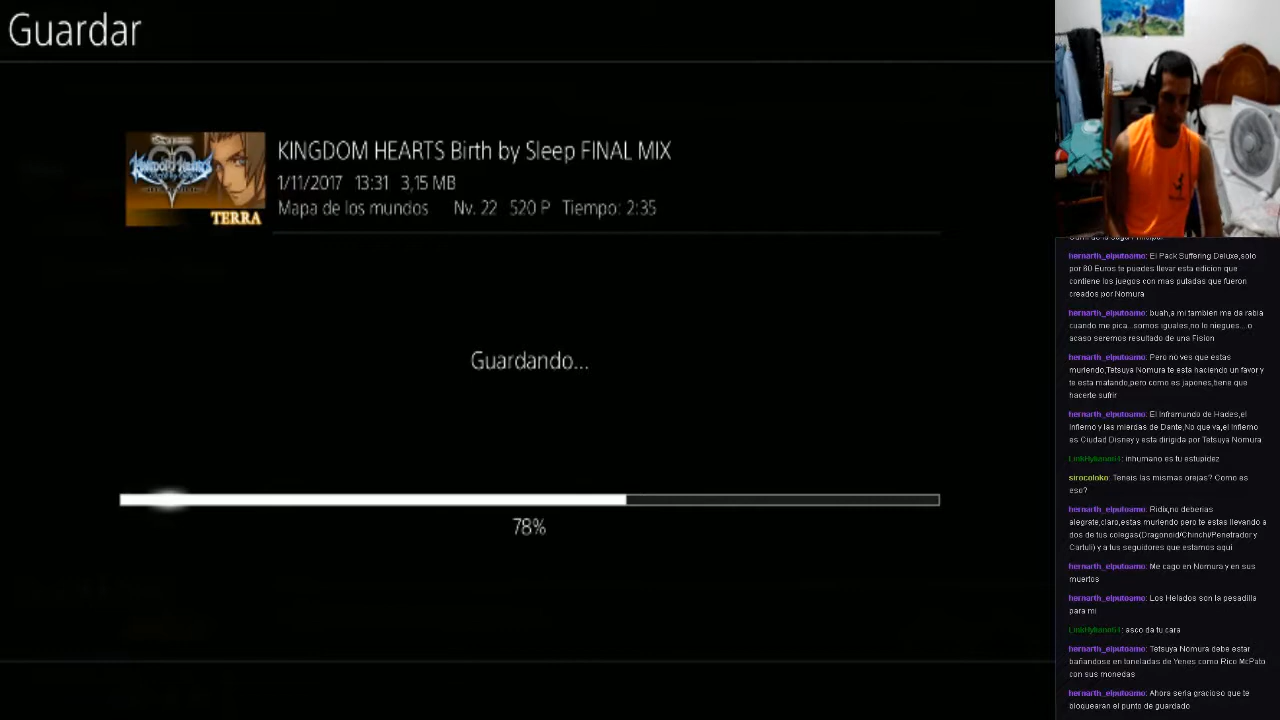 Guardar
KINGDOM HEARTS
TERRA
KINGDOM HEARTS Birth by Sleep FINAL MIX
1/11/2017 13:31 3,15 MB
Mapa de los mundos Nv. 22 520 P Tiempo: 2:35
Guardando...
78%
hernarth_elputoamo: El Pack Suffering Deluxe,solo
por 60 Euros te puedes llevar esta edicion que
contiene los juegos con mas putadas que fueron
creados por Nomura
hernarth_elputoamo: buah,a mi tambien me da rabia
cuando me pica...somos iguales,no lo niegues... o
acaso seremos resultado de una Fision
hernarth_elputoamo: Pero no ves que estas
muriendo,Tetsuya Nomura te esta haciendo un favor y
te esta matando,pero como es japones,tiene que
hacerte sufrir
hernarth_elputoamo: El Inframundo de Hades,el
Infierno y las mierdas de Dante,No que va,el Infierno
es Ciudad Disney y esta dirigida por Tetsuya Nomura
: inhumano es tu estupidez
sirocoloko: Teneis las mismas orejas? Como es
eso?
hernarth_elputoamo: Ridix,no deberias
alegrate,claro,estas muriendo pero te estas llevando a
dos de tus colegas(Dragonoid/Chinchi/Penetrador y
Cartuli) y a tus seguidores que estamos aqui
hernarth_elputoamo: Me cago en Nomura y en sus
muertos
hernarth_elputoamo: Los Helados son la pesadilla
para mi
: asco da tu cara
hernarth_elputoamo: Tetsuya Nomura debe estar
bañandose en toneladas de Yenes como Rico McPato
con sus monedas
hernarth_elputoamo: Ahora seria gracioso que te
bloquearan el punto de guardado